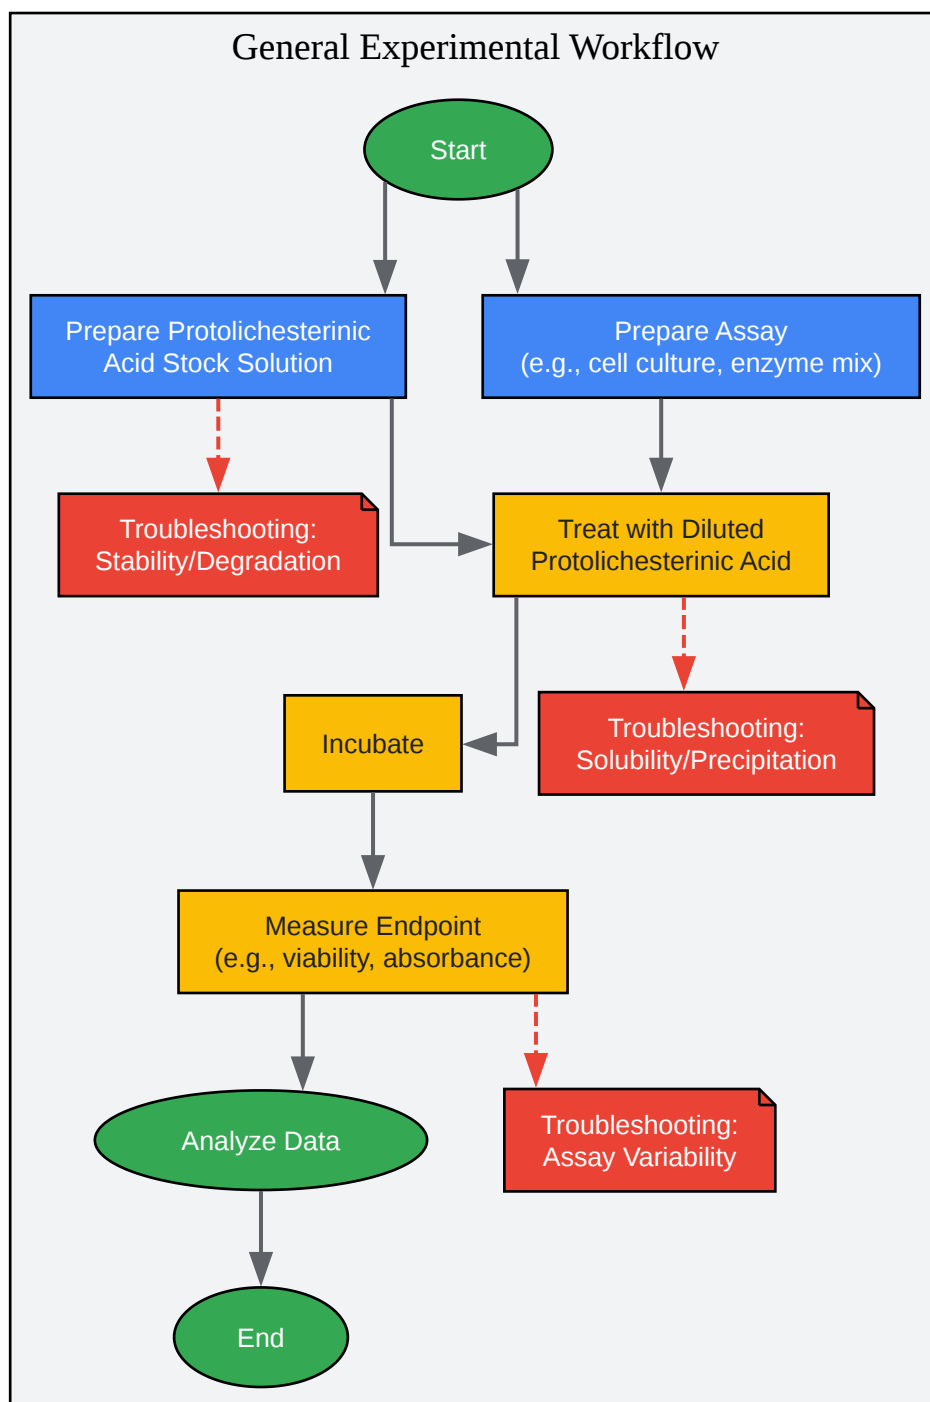 General Experimental Workflow
Start
Prepare Protolichesterinic
Acid Stock Solution
Prepare Assay
(e.g., cell culture, enzyme mix)
Troubleshooting:
Stability/Degradation
Treat with Diluted
Protolichesterinic Acid
Incubate
Troubleshooting:
Solubility/Precipitation
Measure Endpoint
(e.g., viability, absorbance)
Analyze Data
Troubleshooting:
Assay Variability
End